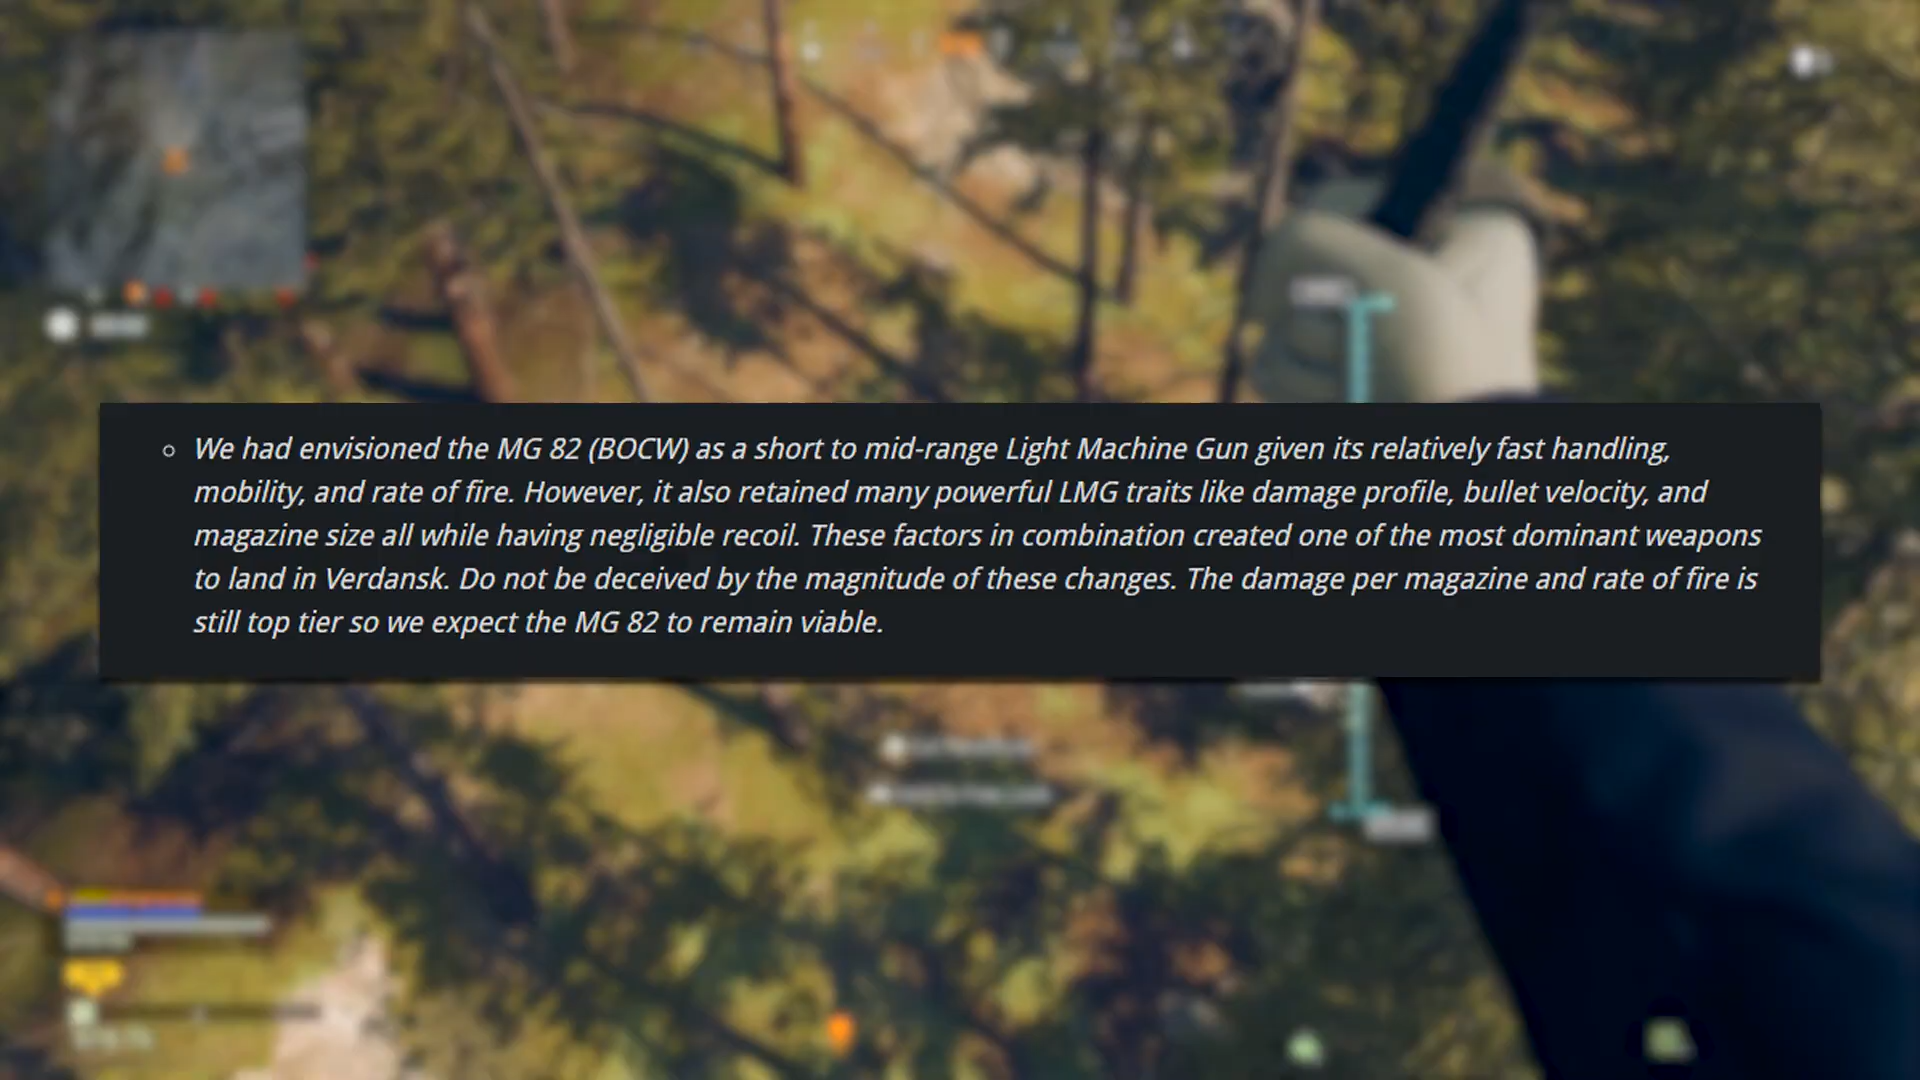 We had envisioned the MG 82 (BOCW) as a short to mid-range Light Machine Gun given its relatively fast handling,
mobility, and rate of fire. However, it also retained many powerful LMG traits like damage profile, bullet velocity, and
magazine size all while having negligible recoil. These factors in combination created one of the most dominant weapons
to land in Verdansk. Do not be deceived by the magnitude of these changes. The damage per magazine and rate of fire is
still top tier so we expect the MG 82 to remain viable.